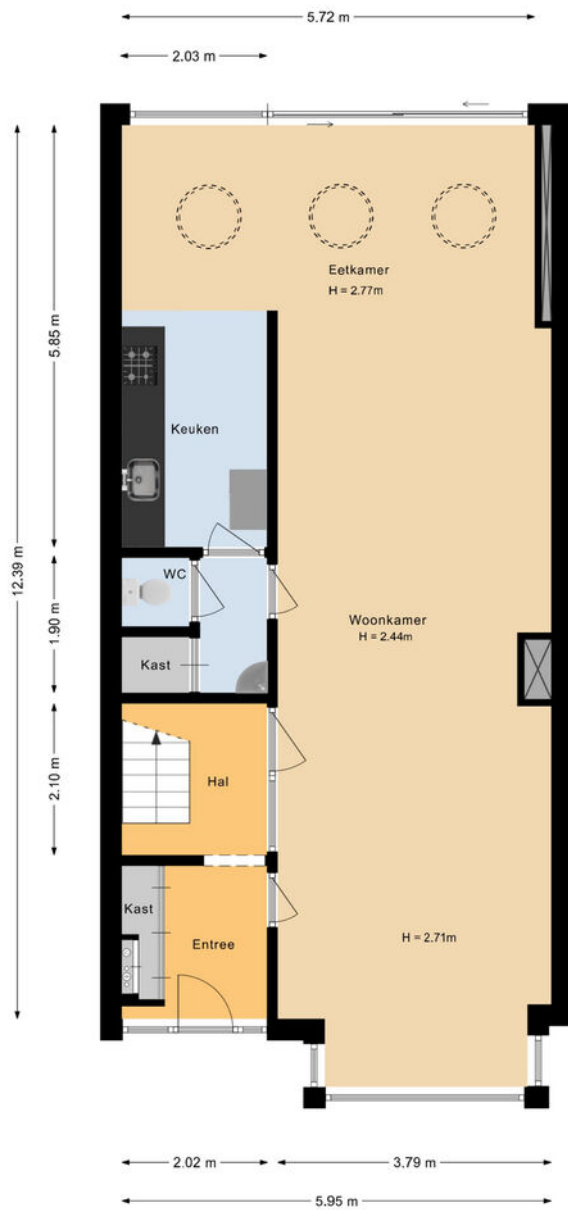 5.72 m
2.03 m
Eetkamer
H = 2.77m
5.85 m
Keuken
12.39 m
WC
1.90 m
Woonkamer
H = 2.44m
Kast
2.10 m
Hal
Kast
Entree
H = 2.71m
2.02 m
3.79 m
5.95 m